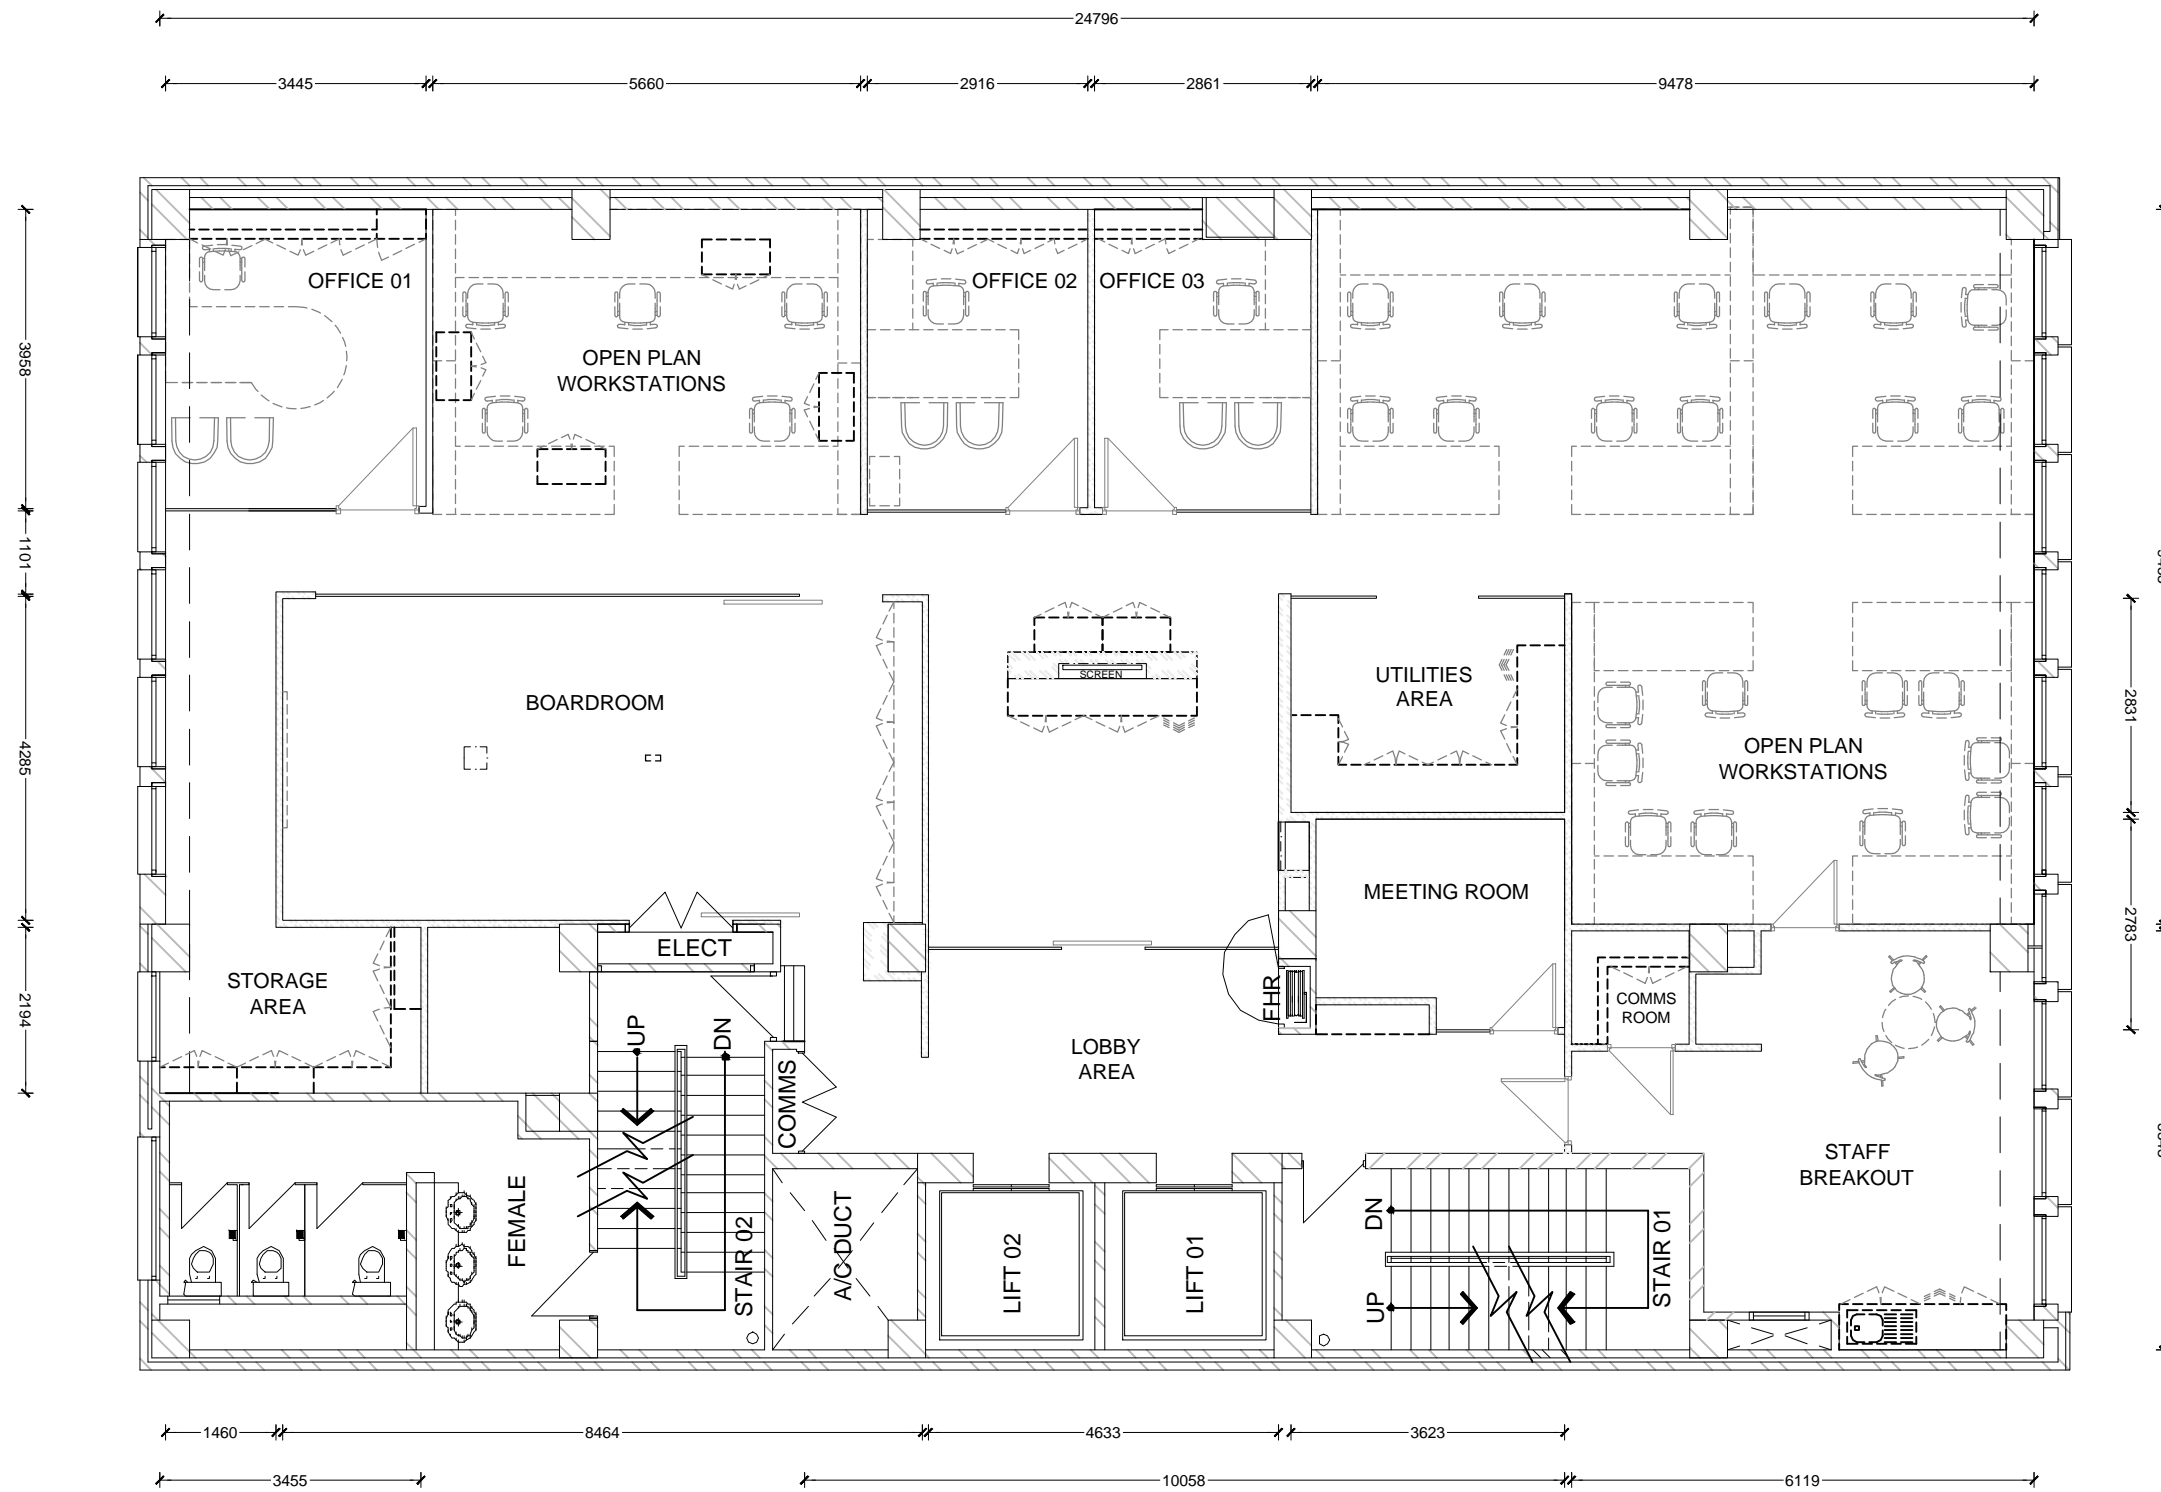 24796
3445
5660
2916
2861
9478
OFFICE 01
OFFICE 02
OFFICE 03
OPEN PLAN
WORKSTATIONS
3958
1101
4285
2194
BOARDROOM
SCREEN
UTILITIES
AREA
OPEN PLAN
WORKSTATIONS
2831
2783
MEETING ROOM
ELECT
STORAGE
AREA
FHR
COMMS
ROOM
UP
DN
LOBBY
AREA
COMMS
STAFF
BREAKOUT
FEMALE
STAIR 02
A/C DUCT
LIFT 02
LIFT 01
DN
UP
STAIR 01
1460
8464
4633
3623
3455
10058
6119